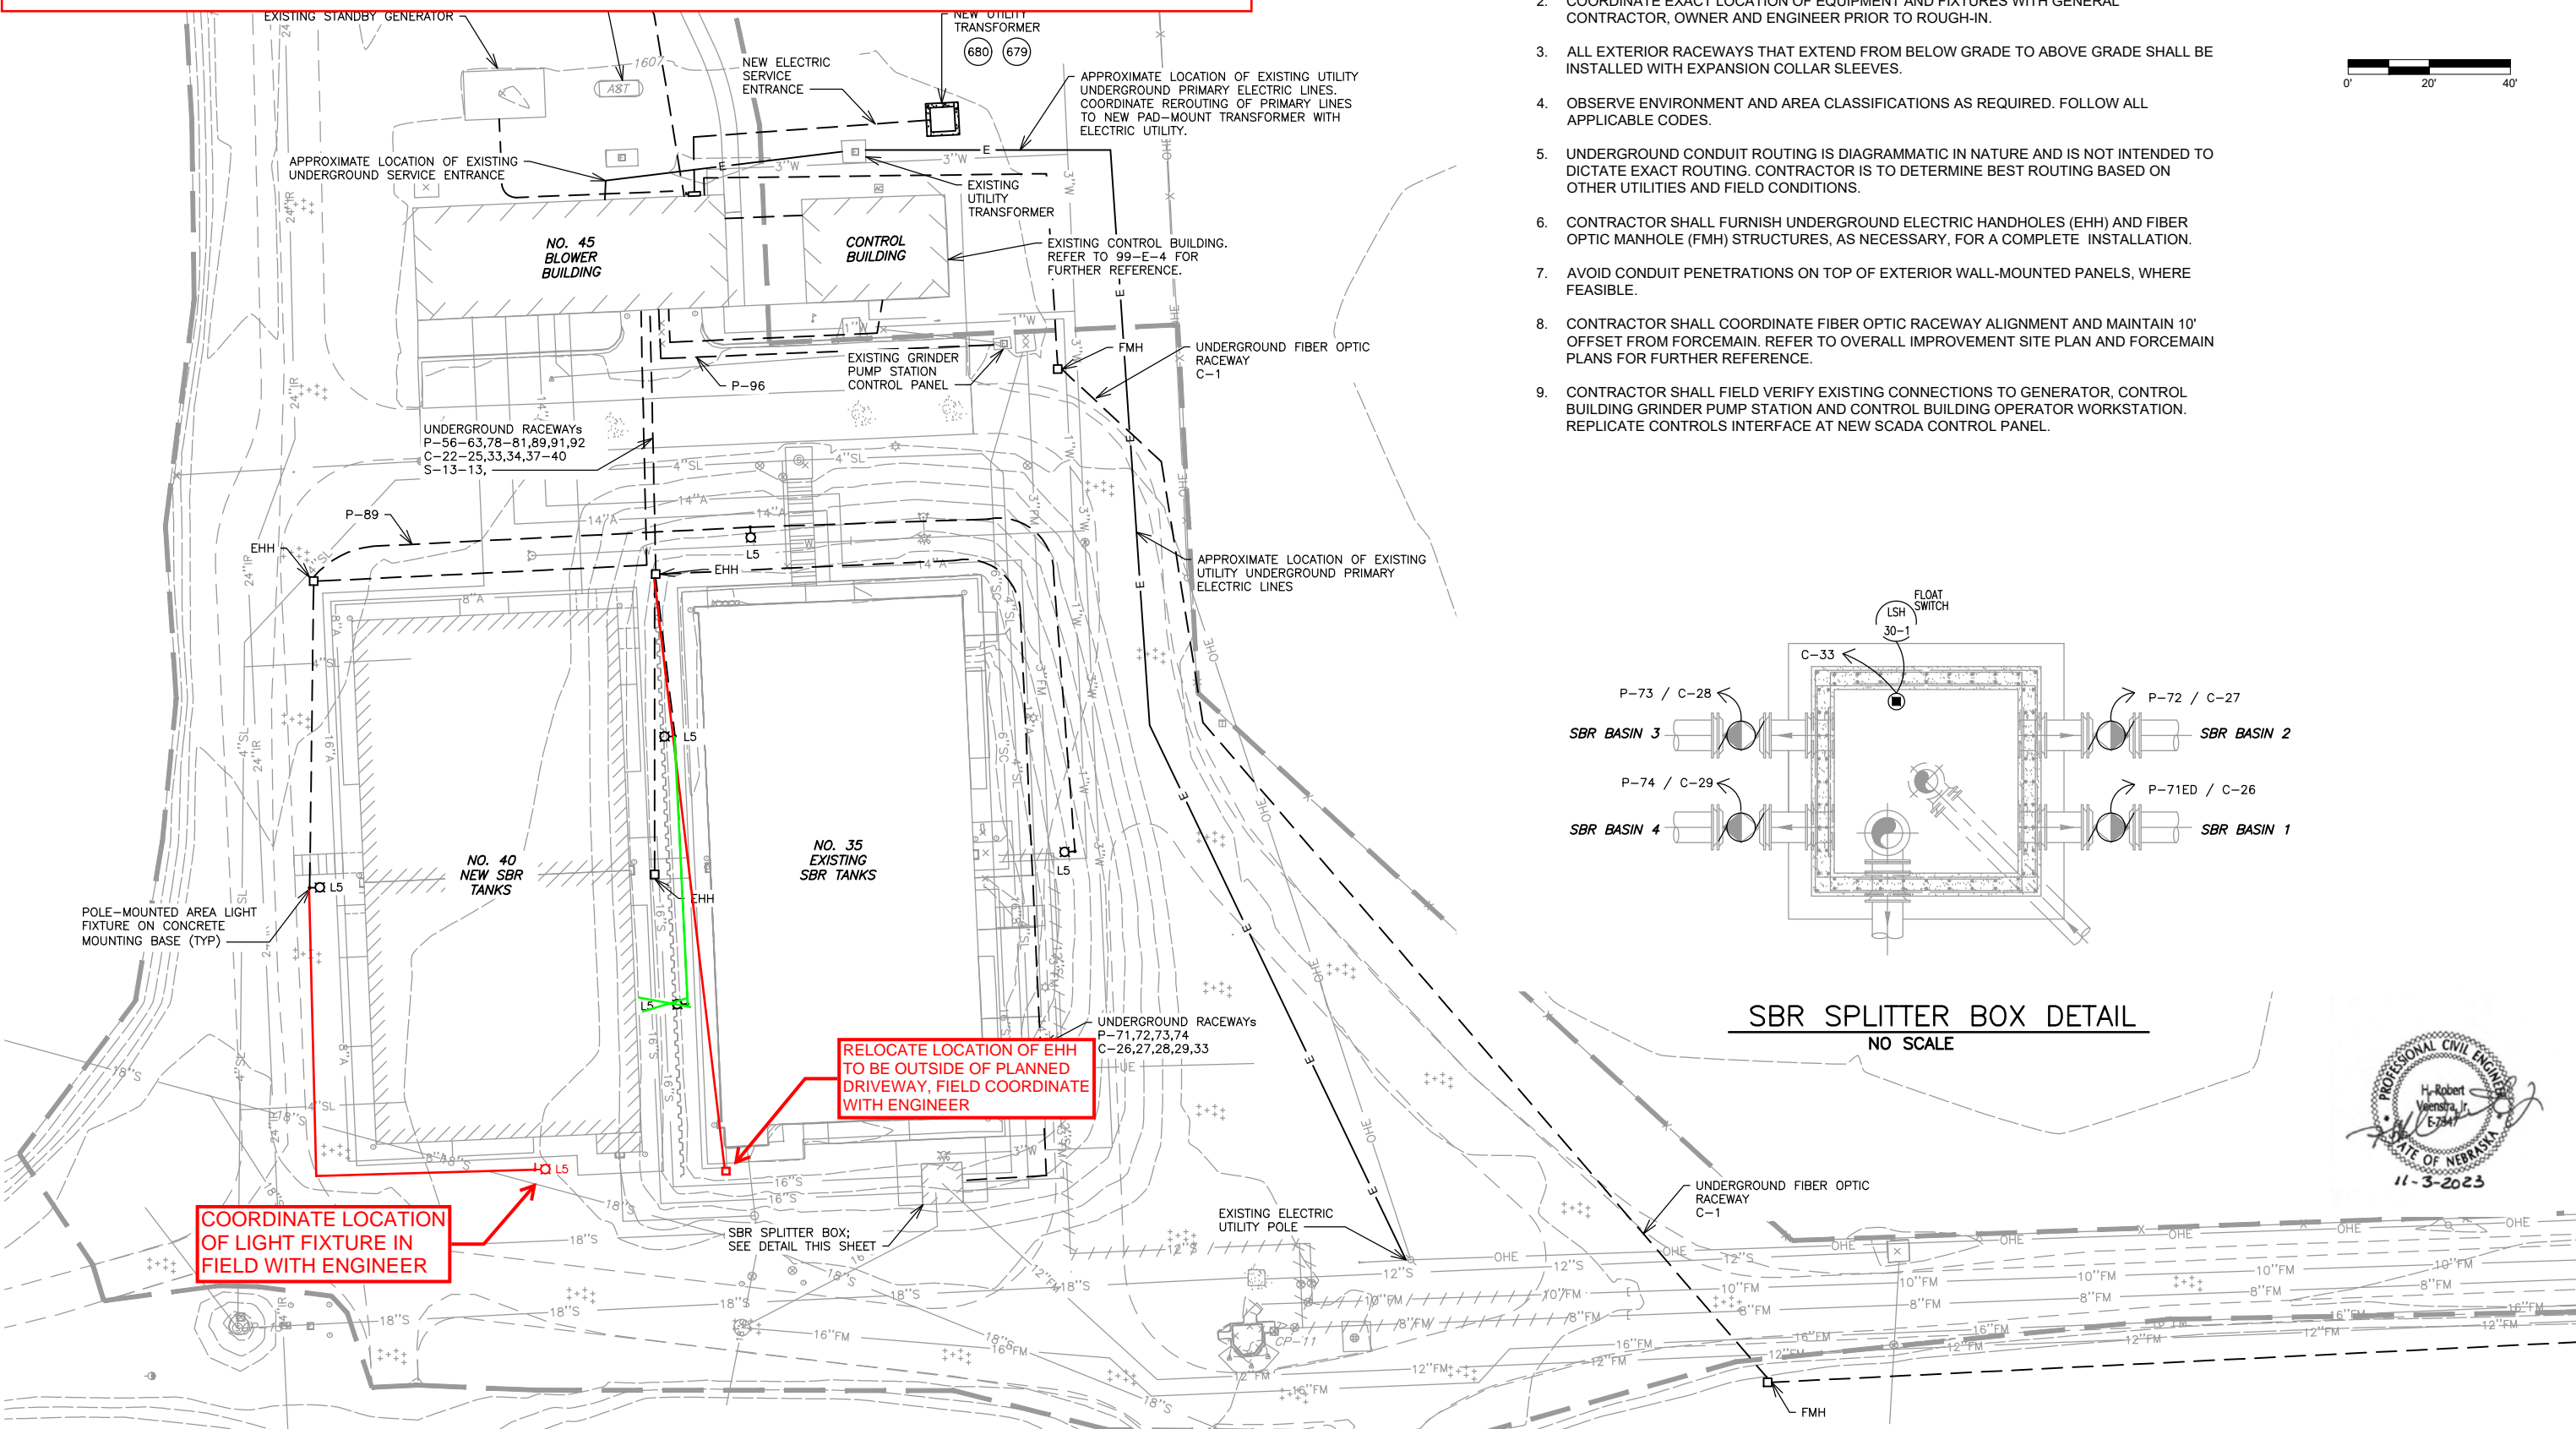 EXISTING STANDBY GENERATOR
NEW UTILITY
TRANSFORMER
680 679
1607
A8T
NEW ELECTRIC
SERVICE
ENTRANCE
APPROXIMATE LOCATION OF EXISTING UTILITY
UNDERGROUND PRIMARY ELECTRIC LINES.
COORDINATE REROUTING OF PRIMARY LINES
TO NEW PAD-MOUNT TRANSFORMER WITH
ELECTRIC UTILITY.
APPROXIMATE LOCATION OF EXISTING
UNDERGROUND SERVICE ENTRANCE
EXISTING
UTILITY
TRANSFORMER
NO. 45
BLOWER
BUILDING
CONTROL
BUILDING
EXISTING CONTROL BUILDING.
REFER TO 99-E-4 FOR
FURTHER REFERENCE.
FMH
UNDERGROUND FIBER OPTIC
RACEWAY
C-1
EXISTING GRINDER
PUMP STATION
CONTROL PANEL
P-96
UNDERGROUND RACEWAYs
P-56-63,78-81,89,91,92
C-22-25,33,34,37-40
S-13-13,
P-89
EHH
L5
EHH
APPROXIMATE LOCATION OF EXISTING
UTILITY UNDERGROUND PRIMARY
ELECTRIC LINES
L5
NO. 40
NEW SBR
TANKS
NO. 35
EXISTING
SBR TANKS
L5
L5
EHH
POLE-MOUNTED AREA LIGHT
FIXTURE ON CONCRETE
MOUNTING BASE (TYP)
L5
UNDERGROUND RACEWAYs
P-71,72,73,74
C-26,27,28,29,33
RELOCATE LOCATION OF EHH
TO BE OUTSIDE OF PLANNED
DRIVEWAY, FIELD COORDINATE
WITH ENGINEER
L5
COORDINATE LOCATION
OF LIGHT FIXTURE IN
FIELD WITH ENGINEER
SBR SPLITTER BOX;
SEE DETAIL THIS SHEET
EXISTING ELECTRIC
UTILITY POLE
UNDERGROUND FIBER OPTIC
RACEWAY
C-1
CP-11
FMH
2. COORDINATE EXACT LOCATION OF EQUIPMENT AND FIXTURES WITH GENERAL
CONTRACTOR, OWNER AND ENGINEER PRIOR TO ROUGH-IN.
3. ALL EXTERIOR RACEWAYS THAT EXTEND FROM BELOW GRADE TO ABOVE GRADE SHALL BE
INSTALLED WITH EXPANSION COLLAR SLEEVES.
4. OBSERVE ENVIRONMENT AND AREA CLASSIFICATIONS AS REQUIRED. FOLLOW ALL
APPLICABLE CODES.
5. UNDERGROUND CONDUIT ROUTING IS DIAGRAMMATIC IN NATURE AND IS NOT INTENDED TO
DICTATE EXACT ROUTING. CONTRACTOR IS TO DETERMINE BEST ROUTING BASED ON
OTHER UTILITIES AND FIELD CONDITIONS.
6. CONTRACTOR SHALL FURNISH UNDERGROUND ELECTRIC HANDHOLES (EHH) AND FIBER
OPTIC MANHOLE (FMH) STRUCTURES, AS NECESSARY, FOR A COMPLETE INSTALLATION.
7. AVOID CONDUIT PENETRATIONS ON TOP OF EXTERIOR WALL-MOUNTED PANELS, WHERE
FEASIBLE.
8. CONTRACTOR SHALL COORDINATE FIBER OPTIC RACEWAY ALIGNMENT AND MAINTAIN 10'
OFFSET FROM FORCEMAIN. REFER TO OVERALL IMPROVEMENT SITE PLAN AND FORCEMAIN
PLANS FOR FURTHER REFERENCE.
9. CONTRACTOR SHALL FIELD VERIFY EXISTING CONNECTIONS TO GENERATOR, CONTROL
BUILDING GRINDER PUMP STATION AND CONTROL BUILDING OPERATOR WORKSTATION.
REPLICATE CONTROLS INTERFACE AT NEW SCADA CONTROL PANEL.
0' 20' 40'
FLOAT
SWITCH
LSH
30-1
C-33
P-73 / C-28
P-72 / C-27
SBR BASIN 3
SBR BASIN 2
P-74 / C-29
P-71ED / C-26
SBR BASIN 4
SBR BASIN 1
SBR SPLITTER BOX DETAIL
NO SCALE
PROFESSIONAL CIVIL ENGINEER
H. Robert
Veenstra, Jr.
E-7347
STATE OF NEBRASKA
11-3-2023